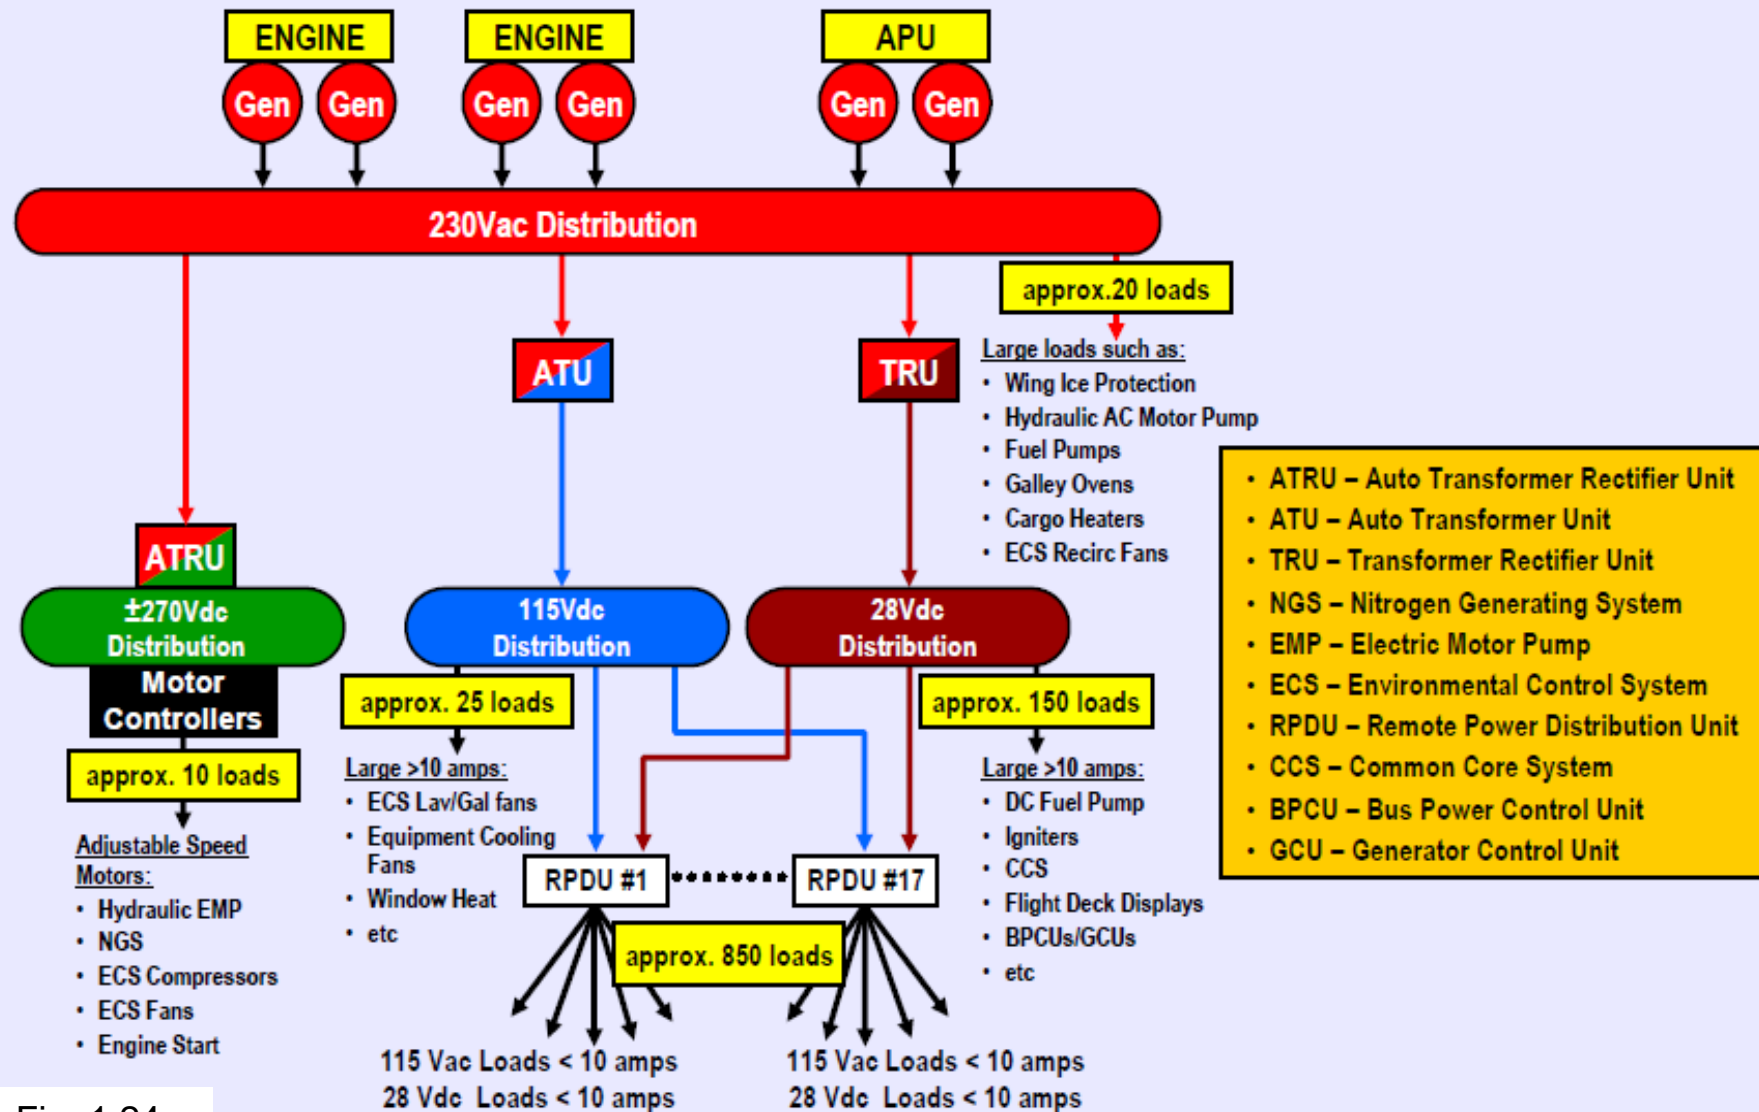 ENGINE
ENGINE
APU
Gen
Gen
Gen
Gen
Gen
Gen
230Vac Distribution
approx.20 loads
ATU
TRU
Large loads such as:
• Wing Ice Protection
• Hydraulic AC Motor Pump
• Fuel Pumps
• Galley Ovens
• Cargo Heaters
• ECS Recirc Fans
• ATRU – Auto Transformer Rectifier Unit
• ATU – Auto Transformer Unit
• TRU – Transformer Rectifier Unit
• NGS – Nitrogen Generating System
• EMP – Electric Motor Pump
• ECS – Environmental Control System
• RPDU – Remote Power Distribution Unit
• CCS – Common Core System
• BPCU – Bus Power Control Unit
• GCU – Generator Control Unit
ATRU
±270Vdc
Distribution
Motor
Controllers
approx. 10 loads
Adjustable Speed
Motors:
• Hydraulic EMP
• NGS
• ECS Compressors
• ECS Fans
• Engine Start
115Vdc
Distribution
approx. 25 loads
Large >10 amps:
• ECS Lav/Gal fans
• Equipment Cooling
Fans
• Window Heat
• etc
28Vdc
Distribution
approx. 150 loads
Large >10 amps:
• DC Fuel Pump
• Igniters
• CCS
• Flight Deck Displays
• BPCUs/GCUs
• etc
RPDU #1
RPDU #17
approx. 850 loads
115 Vac Loads < 10 amps
28 Vdc Loads < 10 amps
115 Vac Loads < 10 amps
28 Vdc Loads < 10 amps